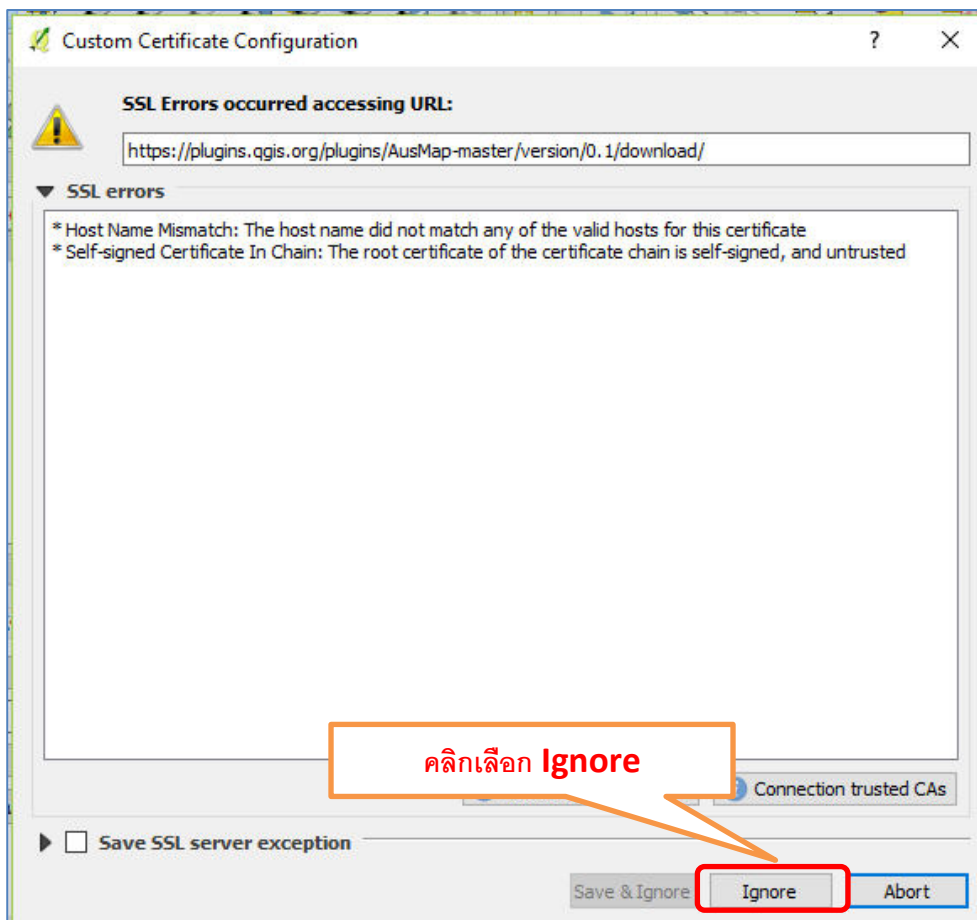 Custom Certificate Configuration
?
SSL Errors occurred accessing URL:
https://plugins.qgis.org/plugins/AusMap-master/version/0.1/download/
SSL errors
* Host Name Mismatch: The host name did not match any of the valid hosts for this certificate
* Self-signed Certificate In Chain: The root certificate of the certificate chain is self-signed, and untrusted
คลิกเลือก Ignore
Connection trusted CAs
Save SSL server exception
Save & Ignore
Ignore
Abort